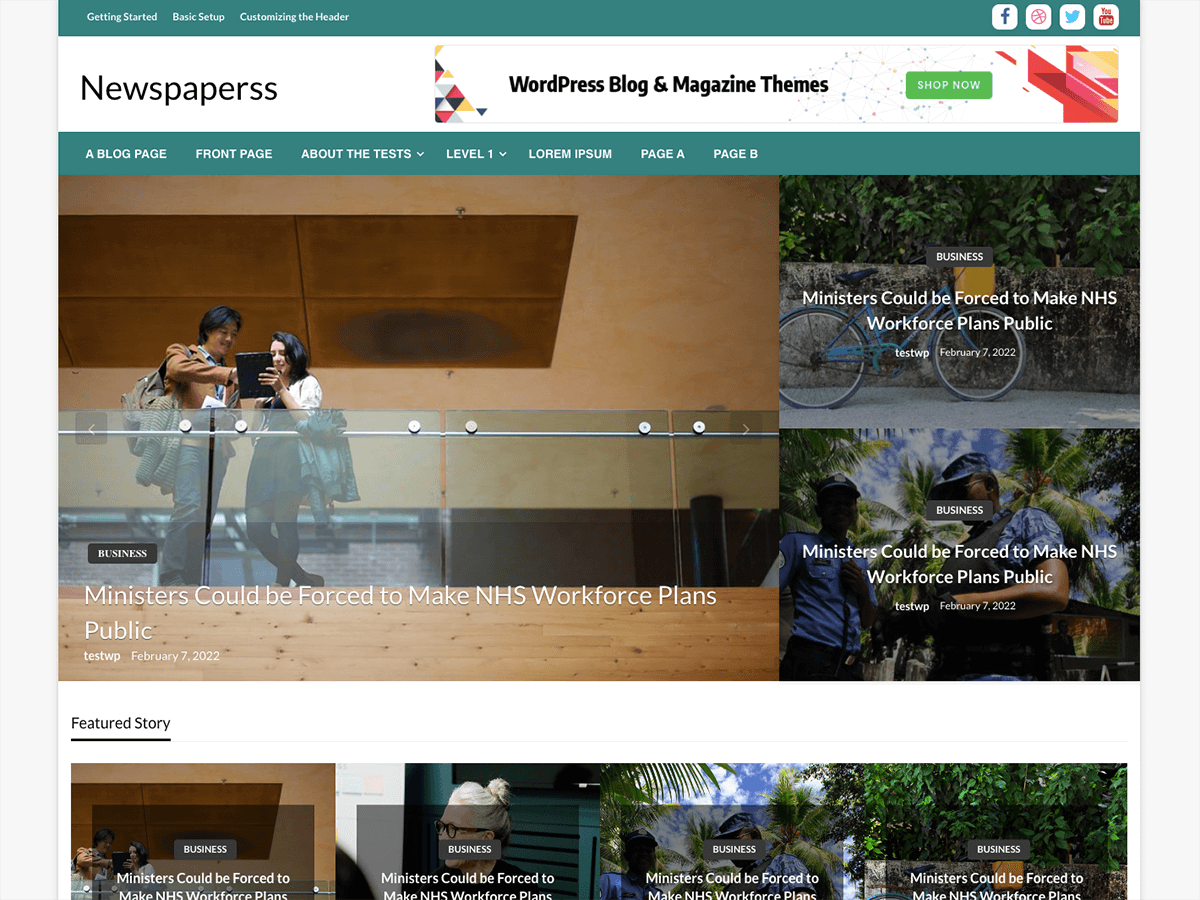 Getting Started Basic Setup Customizing the Header
You
Tube
Newspaperss
WordPress Blog & Magazine Themes
SHOP NOW
A BLOG PAGE FRONT PAGE ABOUT THE TESTS LEVEL 1 LOREM IPSUM PAGE A PAGE B
BUSINESS
Ministers Could be Forced to Make NHS Workforce Plans
Public
testwp February 7, 2022
BUSINESS
Ministers Could be Forced to Make NHS
Workforce Plans Public
testwp February 7, 2022
BUSINESS
Ministers Could be Forced to Make NHS
Workforce Plans Public
testwp February 7, 2022
Featured Story
BUSINESS
Ministers Could be Forced to
Make NHS Workforce Plans
BUSINESS
Ministers Could be Forced to
Make NHS Workforce Plans
BUSINESS
Ministers Could be Forced to
Make NHS Workforce Plans
BUSINESS
Ministers Could be Forced to
Make NHS Workforce Plans